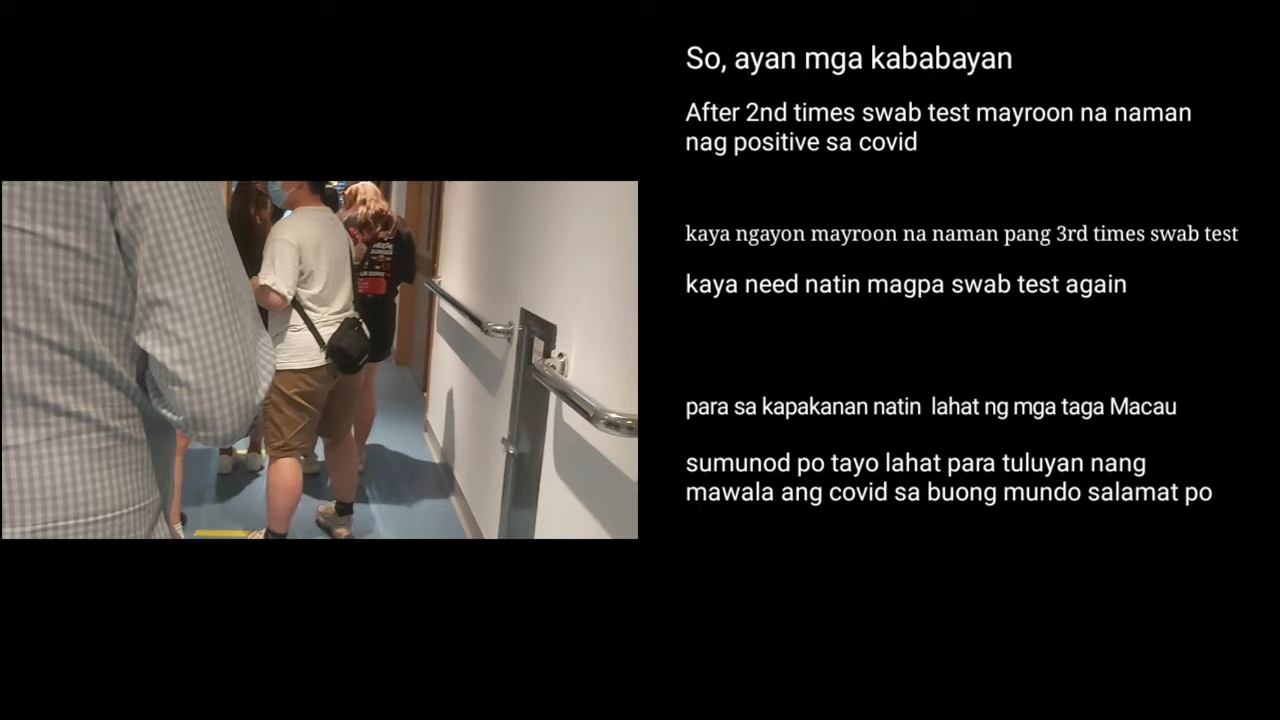 So, ayan mga kababayan
After 2nd times swab test mayroon na naman
nag positive sa covid
kaya ngayon mayroon na naman pang 3rd times swab test
kaya need natin magpa swab test again
para sa kapakanan natin lahat ng mga taga Macau
sumunod po tayo lahat para tuluyan nang
mawala ang covid sa buong mundo salamat po